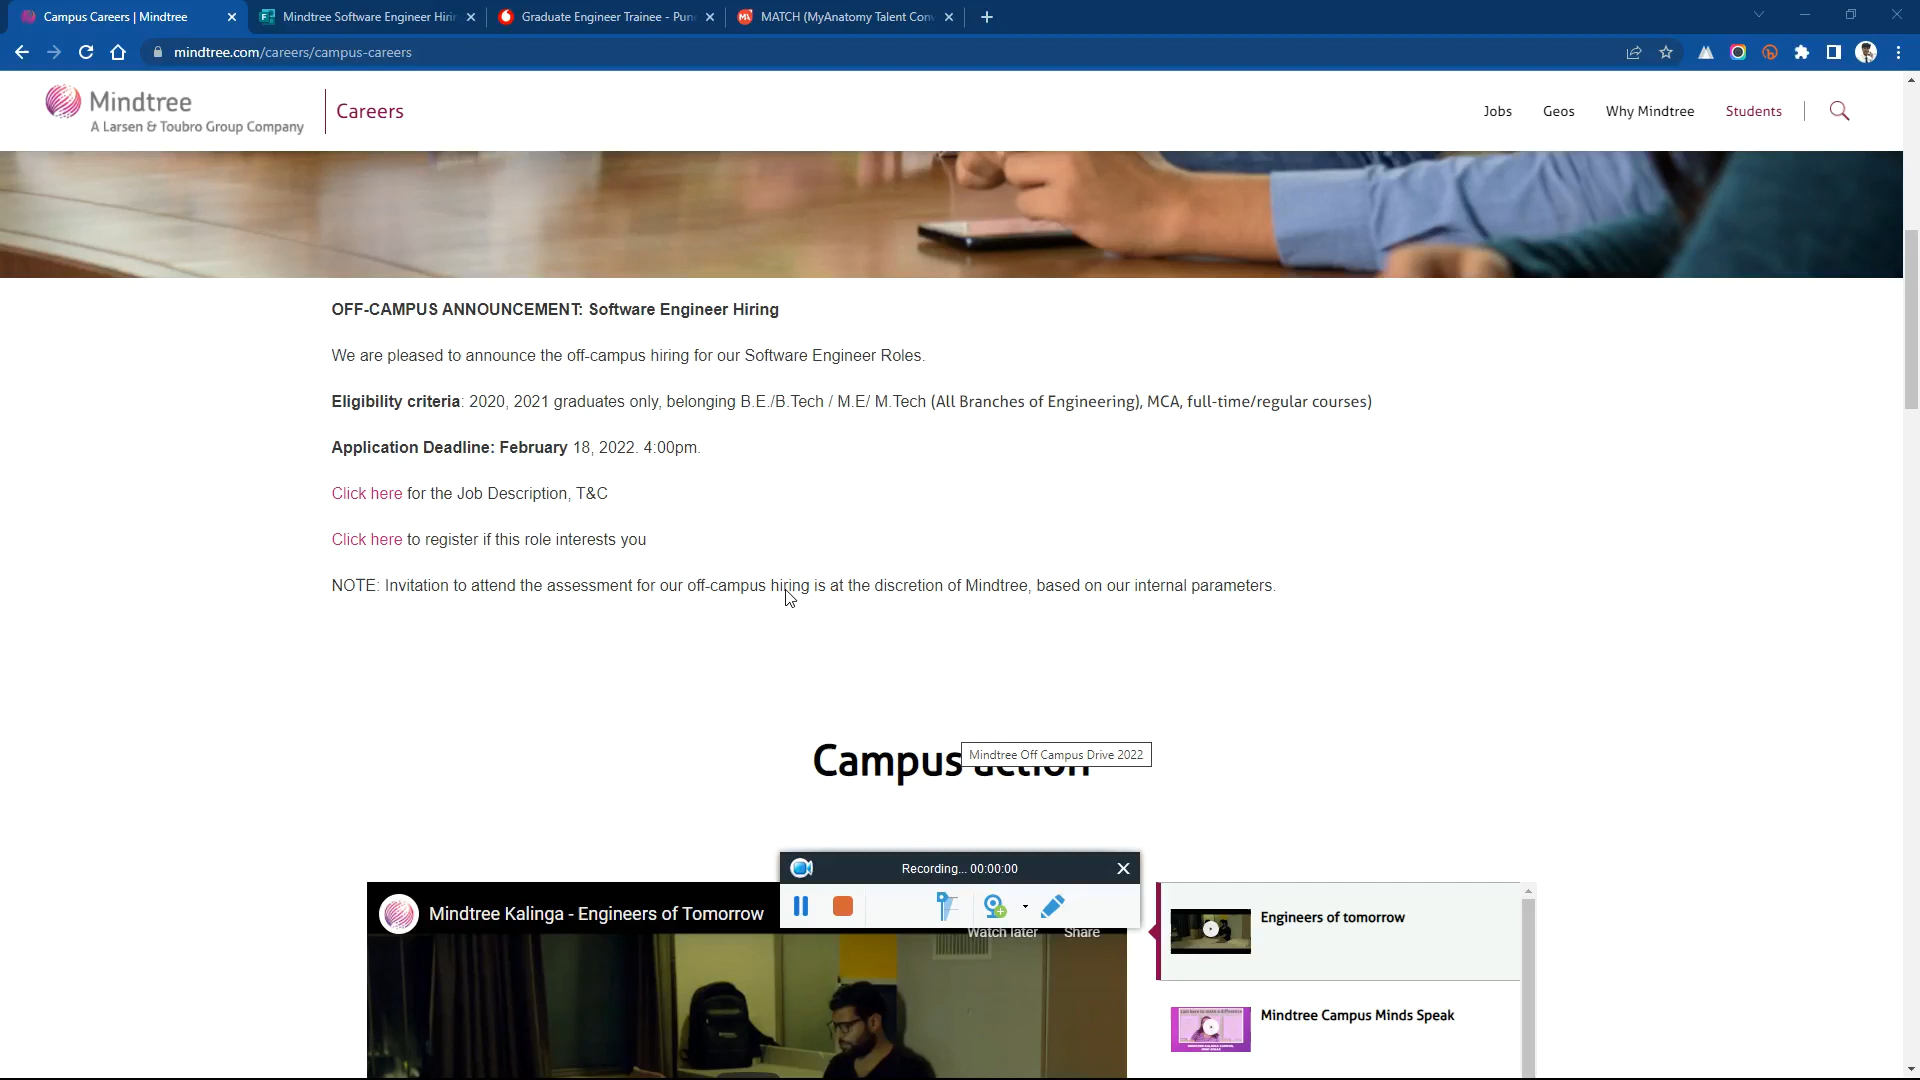 Campus Careers | Mindtree
Mindtree Software Engineer Hirin
Graduate Engineer Trainee - Pun
MATCH (MyAnatomy Talent Conv
mindtree.com/careers/campus-careers
Mindtree
A Larsen & Toubro Group Company
Careers
Jobs
Geos
Why Mindtree
Students
OFF-CAMPUS ANNOUNCEMENT: Software Engineer Hiring
We are pleased to announce the off-campus hiring for our Software Engineer Roles.
Eligibility criteria: 2020, 2021 graduates only, belonging B.E./B.Tech / M.E/ M.Tech (All Branches of Engineering), MCA, full-time/regular courses)
Application Deadline: February 18, 2022. 4:00pm.
Click here for the Job Description, T&C
Click here to register if this role interests you
NOTE: Invitation to attend the assessment for our off-campus hiring is at the discretion of Mindtree, based on our internal parameters.
Campus action
Mindtree Off Campus Drive 2022
Recording... 00:00:00
Mindtree Kalinga - Engineers of Tomorrow
Watch later
Share
Engineers of tomorrow
Mindtree Campus Minds Speak